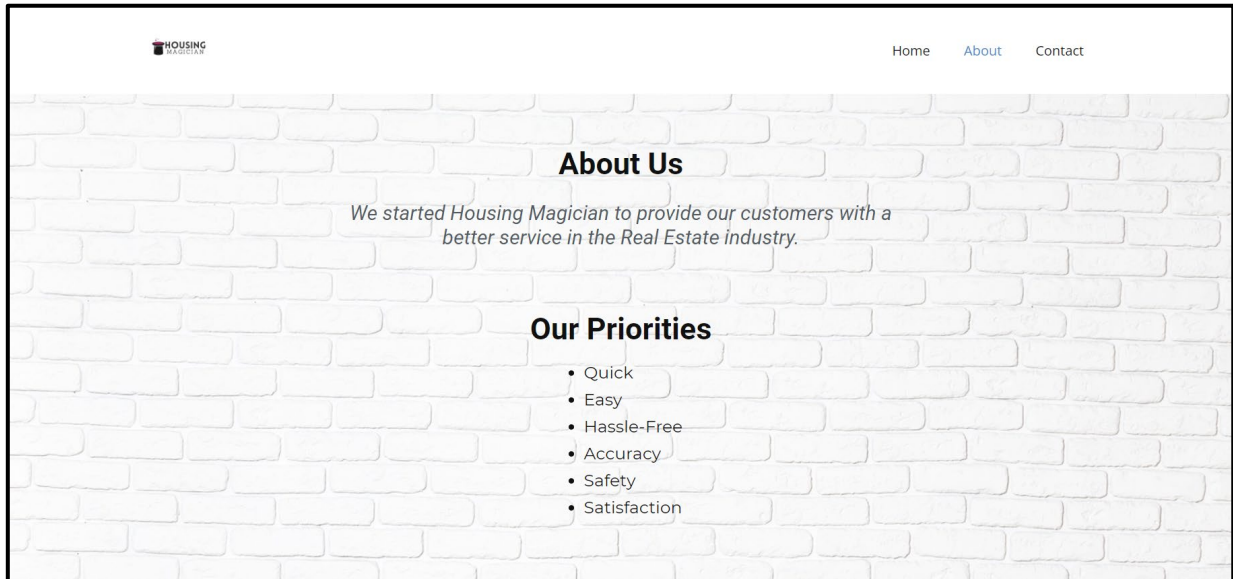 HOUSING
MAGICIAN
Home About Contact
About Us
We started Housing Magician to provide our customers with a
better service in the Real Estate industry.
Our Priorities
• Quick
• Easy
• Hassle-Free
• Accuracy
• Safety
• Satisfaction